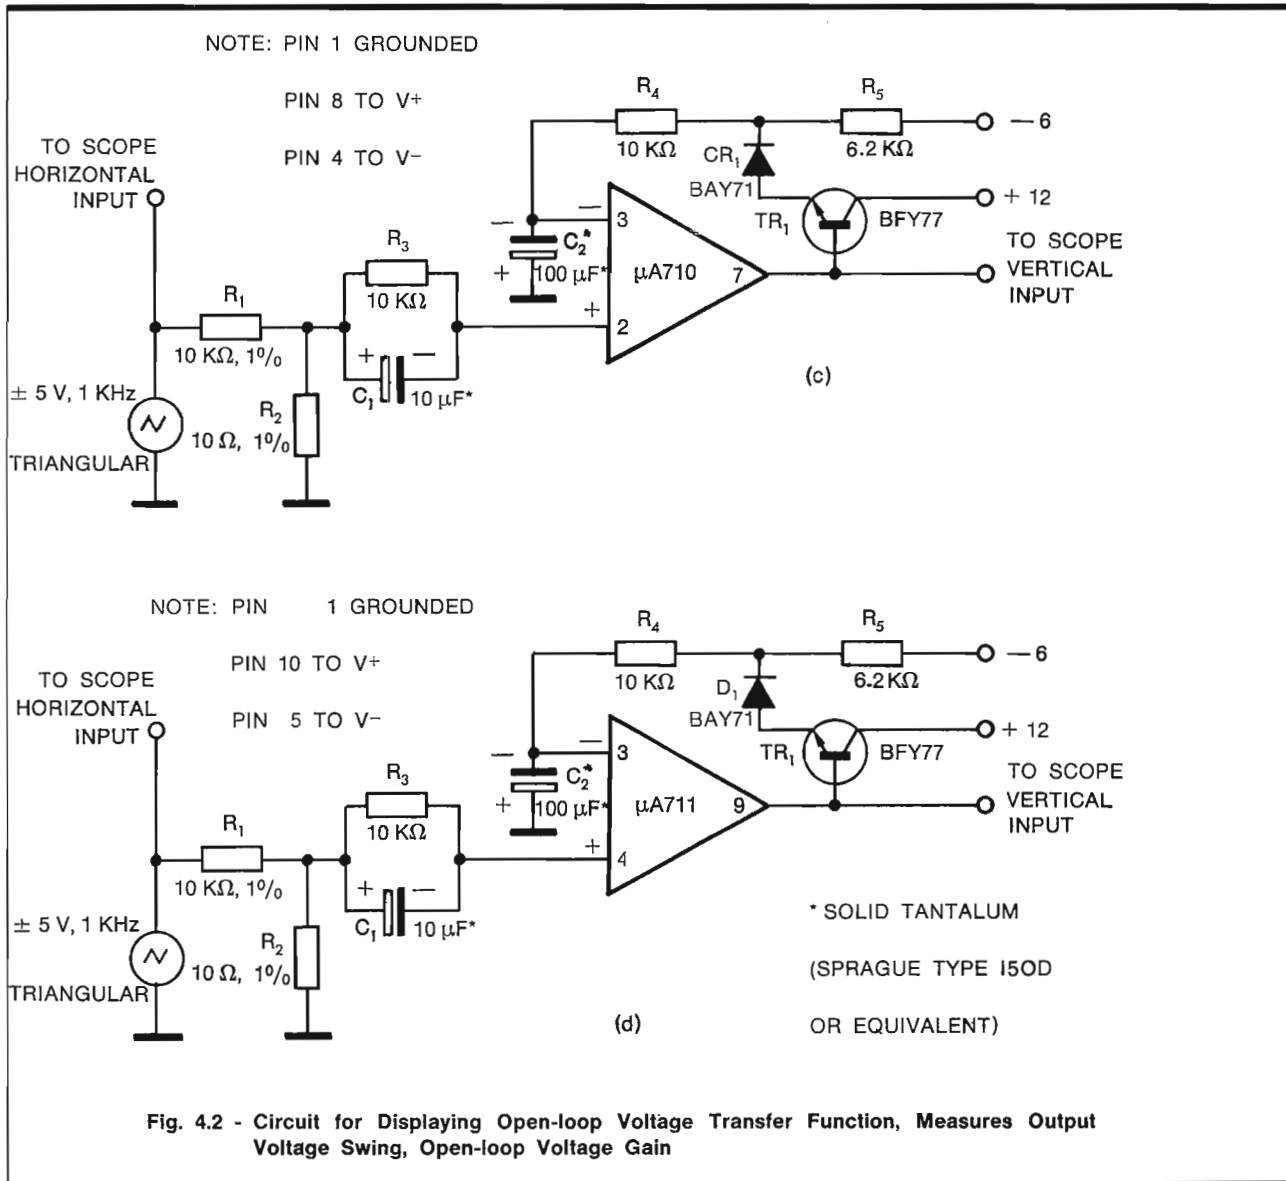 NOTE: PIN 1 GROUNDED
PIN 8 TO V+
PIN 4 TO V−
TO SCOPE
HORIZONTAL
INPUT
R4
10 KΩ
R5
6.2 KΩ
— 6
CR1
BAY71
TR1
BFY77
+ 12
TO SCOPE
VERTICAL
INPUT
— 3
C2*
100 µF*
— +
µA710
7
+ 2
R3
10 KΩ
+ —
C1
10 µF*
R1
10 KΩ, 1%
± 5 V, 1 KHz
R2
10 Ω, 1%
TRIANGULAR
(c)
NOTE: PIN 1 GROUNDED
PIN 10 TO V+
PIN 5 TO V−
TO SCOPE
HORIZONTAL
INPUT
R4
10 KΩ
R5
6.2 KΩ
— 6
D1
BAY71
TR1
BFY77
+ 12
TO SCOPE
VERTICAL
INPUT
— 3
C2*
100 µF*
— +
µA711
9
+ 4
R3
10 KΩ
+ —
C1
10 µF*
R1
10 KΩ, 1%
± 5 V, 1 KHz
R2
10 Ω, 1%
TRIANGULAR
(d)
* SOLID TANTALUM
(SPRAGUE TYPE 150D
OR EQUIVALENT)
Fig. 4.2 - Circuit for Displaying Open-loop Voltage Transfer Function, Measures Output
Voltage Swing, Open-loop Voltage Gain